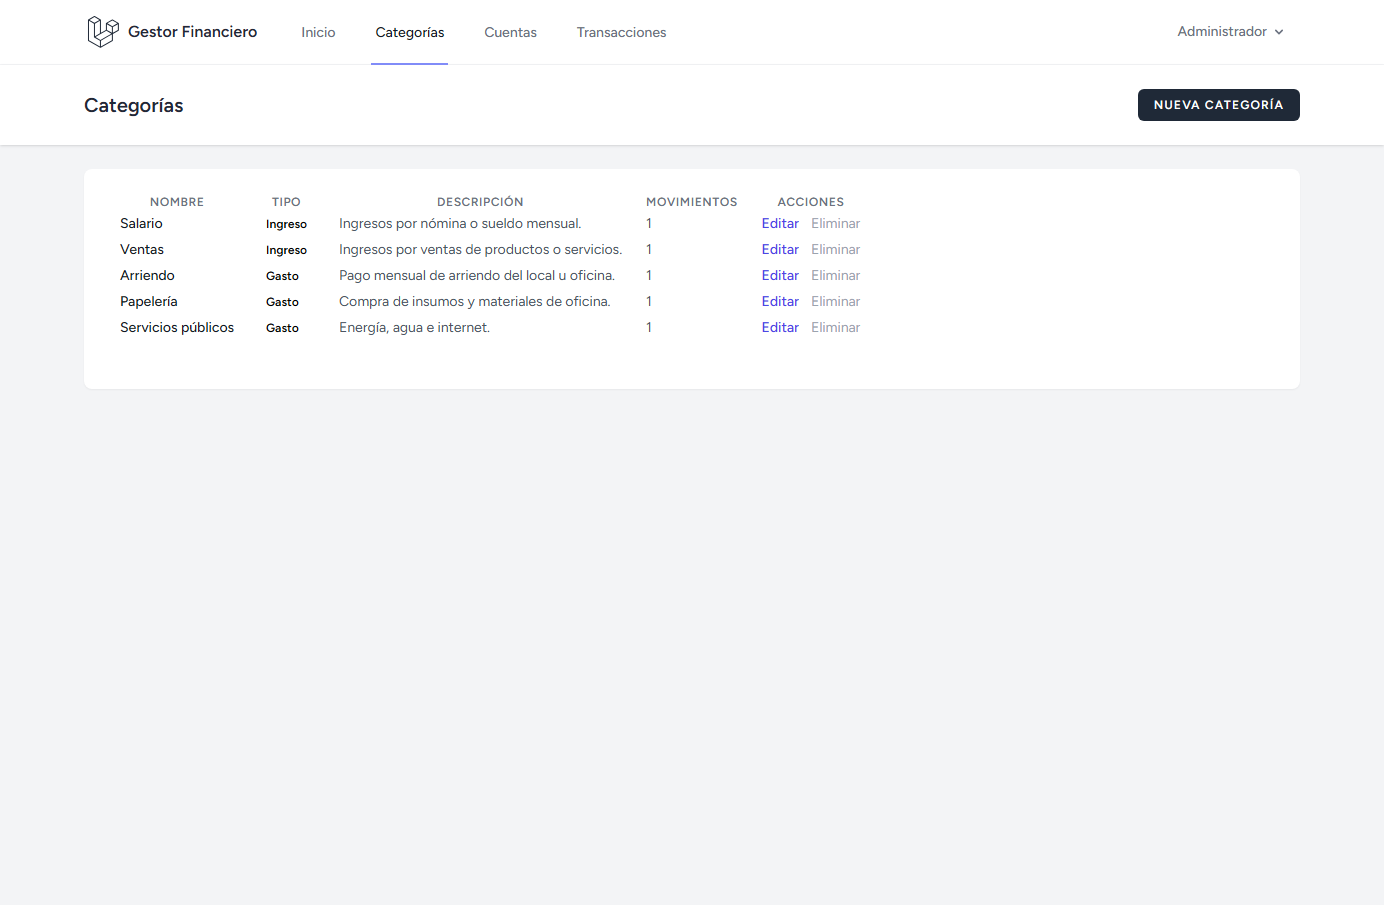 Gestor Financiero Inicio Categorías Cuentas Transacciones Administrador
Categorías NUEVA CATEGORÍA
NOMBRE TIPO DESCRIPCIÓN MOVIMIENTOS ACCIONES
Salario Ingreso Ingresos por nómina o sueldo mensual. 1 Editar Eliminar
Ventas Ingreso Ingresos por ventas de productos o servicios. 1 Editar Eliminar
Arriendo Gasto Pago mensual de arriendo del local u oficina. 1 Editar Eliminar
Papelería Gasto Compra de insumos y materiales de oficina. 1 Editar Eliminar
Servicios públicos Gasto Energía, agua e internet. 1 Editar Eliminar